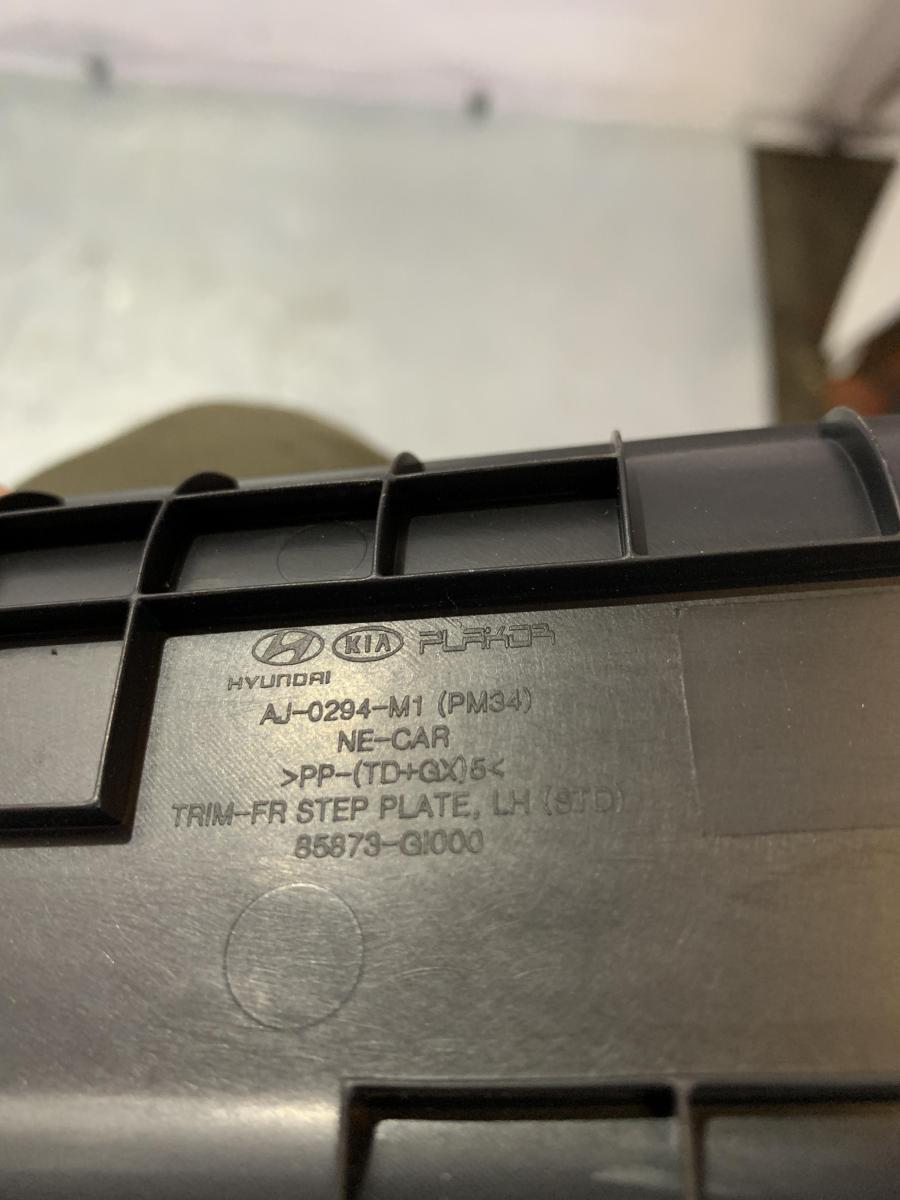 KIA PLAKOR
HYUNDAI
AJ-0294-M1 (PM34)
NE-CAR
>PP-(TD+GX)5<
TRIM-FR STEP PLATE, LH (STD)
85873-GI000